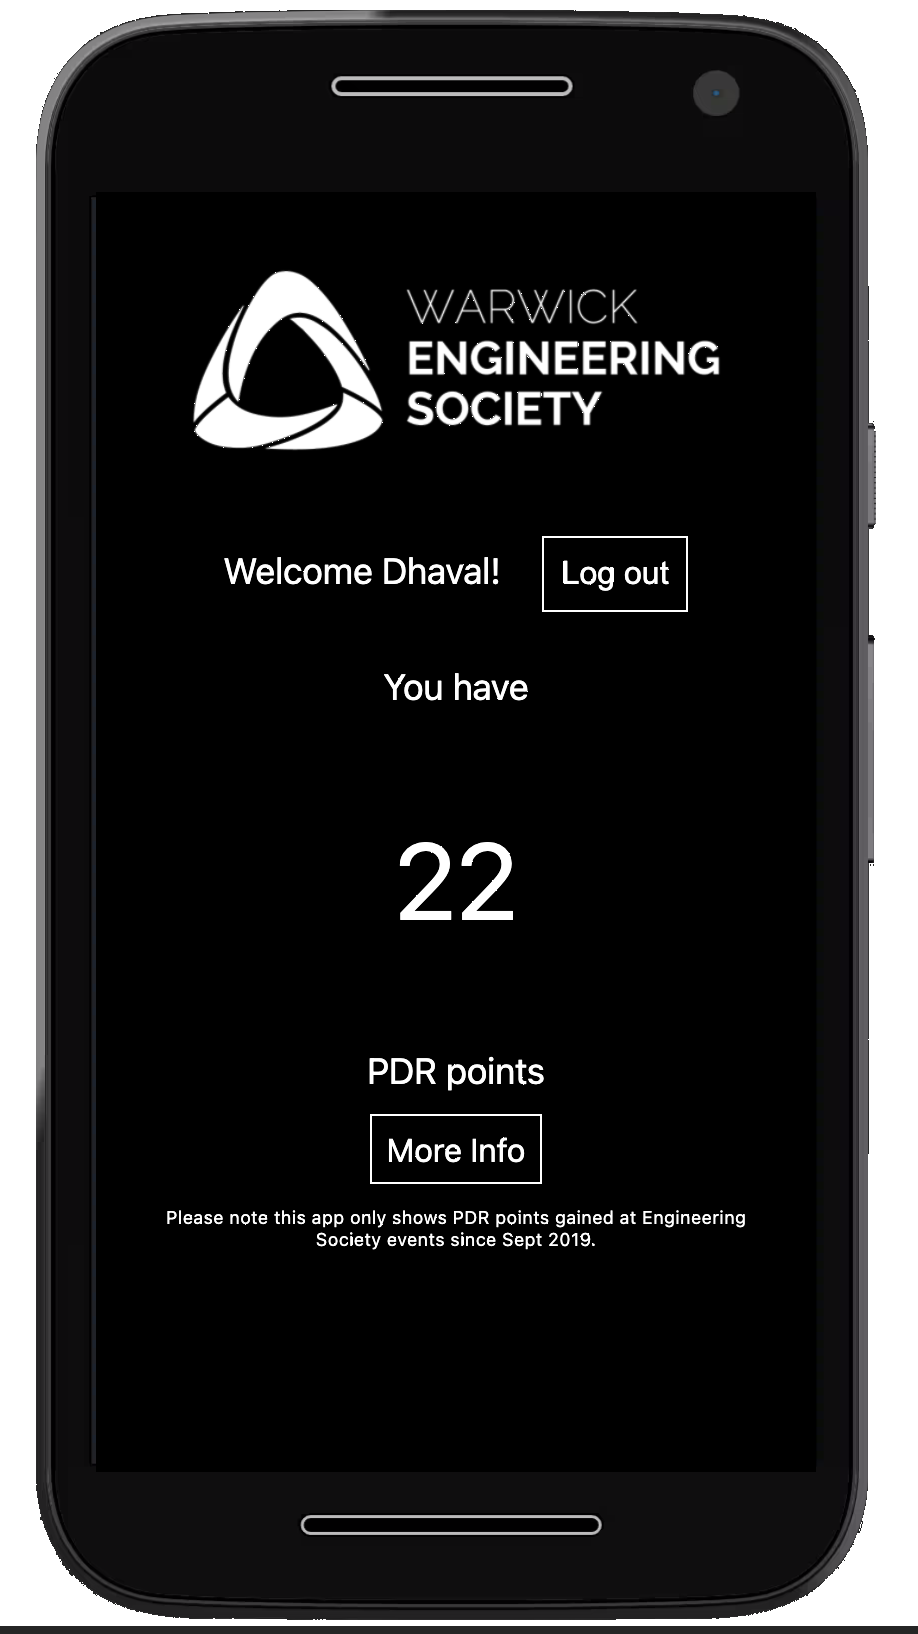 WARWICK
ENGINEERING
SOCIETY
Welcome Dhaval!
Log out
You have
22
PDR points
More Info
Please note this app only shows PDR points gained at Engineering
Society events since Sept 2019.